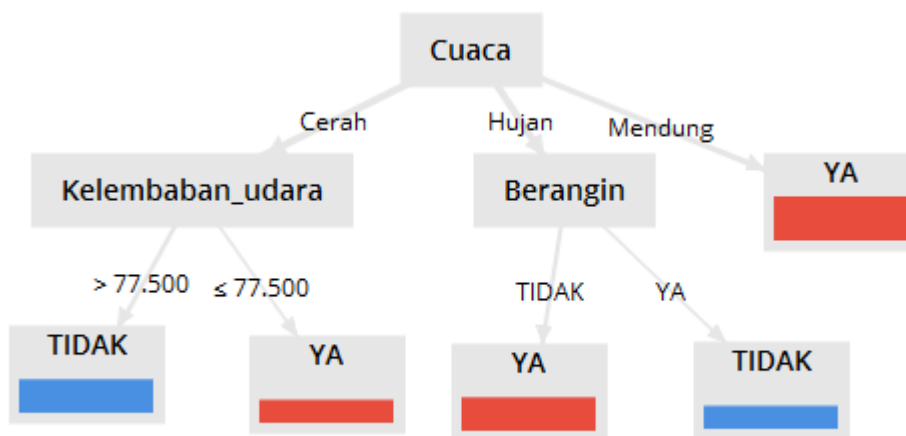 Cuaca
Cerah
Hujan
Mendung
Kelembaban_udara
Berangin
YA
> 77.500
≤ 77.500
TIDAK
YA
TIDAK
YA
YA
TIDAK